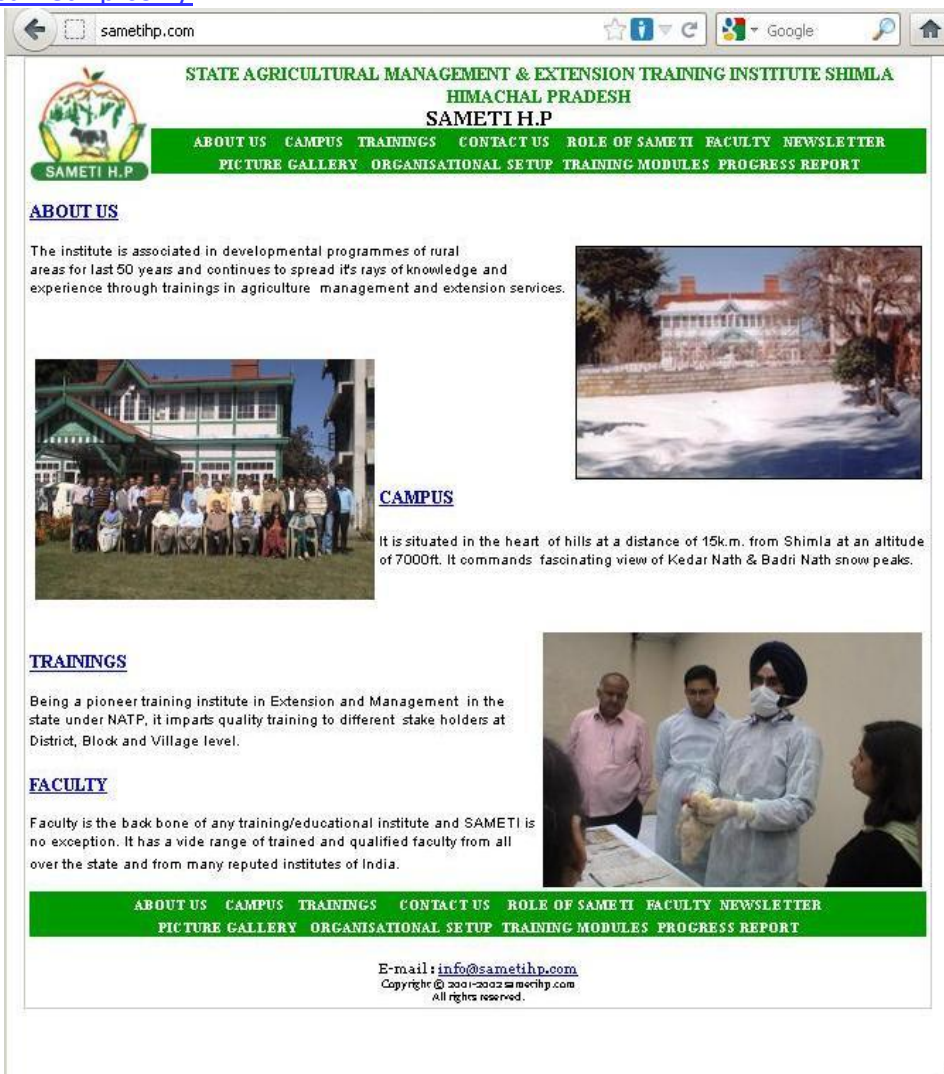 sametihp.com
Google
STATE AGRICULTURAL MANAGEMENT & EXTENSION TRAINING INSTITUTE SHIMLA
HIMACHAL PRADESH
SAMETI H.P
SAMETI H.P
ABOUT US CAMPUS TRAININGS CONTACT US ROLE OF SAMETI FACULTY NEWSLETTER
PICTURE GALLERY ORGANISATIONAL SETUP TRAINING MODULES PROGRESS REPORT
ABOUT US
The institute is associated in developmental programmes of rural
areas for last 50 years and continues to spread it's rays of knowledge and
experience through trainings in agriculture management and extension services.
CAMPUS
It is situated in the heart of hills at a distance of 15k.m. from Shimla at an altitude
of 7000ft. It commands fascinating view of Kedar Nath & Badri Nath snow peaks.
TRAININGS
Being a pioneer training institute in Extension and Management in the
state under NATP, it imparts quality training to different stake holders at
District, Block and Village level.
FACULTY
Faculty is the back bone of any training/educational institute and SAMETI is
no exception. It has a vide range of trained and qualified faculty from all
over the state and from many reputed institutes of India.
ABOUT US CAMPUS TRAININGS CONTACT US ROLE OF SAMETI FACULTY NEWSLETTER
PICTURE GALLERY ORGANISATIONAL SETUP TRAINING MODULES PROGRESS REPORT
E-mail : info@sametihp.com
Copyright © 2001-2002 sametihp.com
All rights reserved.